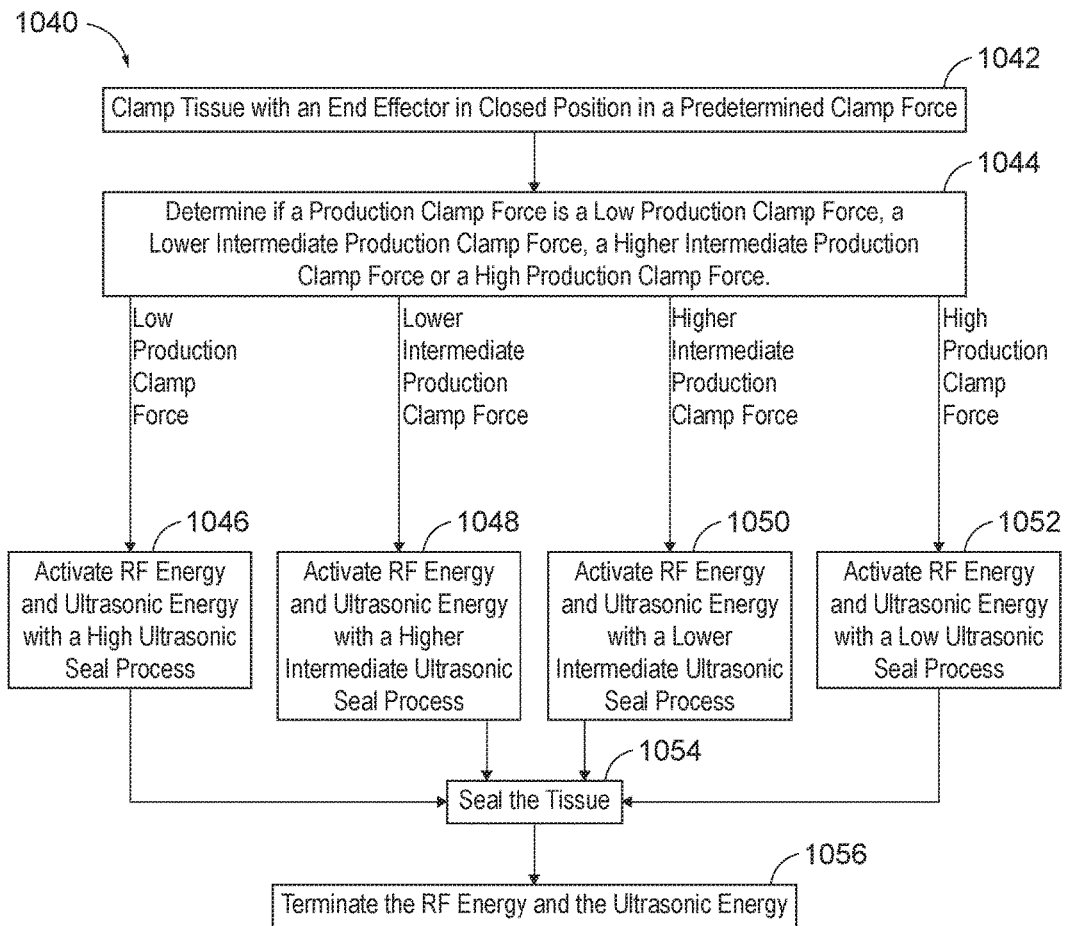 1040
1042
Clamp Tissue with an End Effector in Closed Position in a Predetermined Clamp Force
1044
Determine if a Production Clamp Force is a Low Production Clamp Force, a
Lower Intermediate Production Clamp Force, a Higher Intermediate Production
Clamp Force or a High Production Clamp Force.
Low
Production
Clamp
Force
Lower
Intermediate
Production
Clamp Force
Higher
Intermediate
Production
Clamp Force
High
Production
Clamp
Force
1046
Activate RF Energy
and Ultrasonic Energy
with a High Ultrasonic
Seal Process
1048
Activate RF Energy
and Ultrasonic Energy
with a Higher
Intermediate Ultrasonic
Seal Process
1050
Activate RF Energy
and Ultrasonic Energy
with a Lower
Intermediate Ultrasonic
Seal Process
1052
Activate RF Energy
and Ultrasonic Energy
with a Low Ultrasonic
Seal Process
1054
Seal the Tissue
1056
Terminate the RF Energy and the Ultrasonic Energy